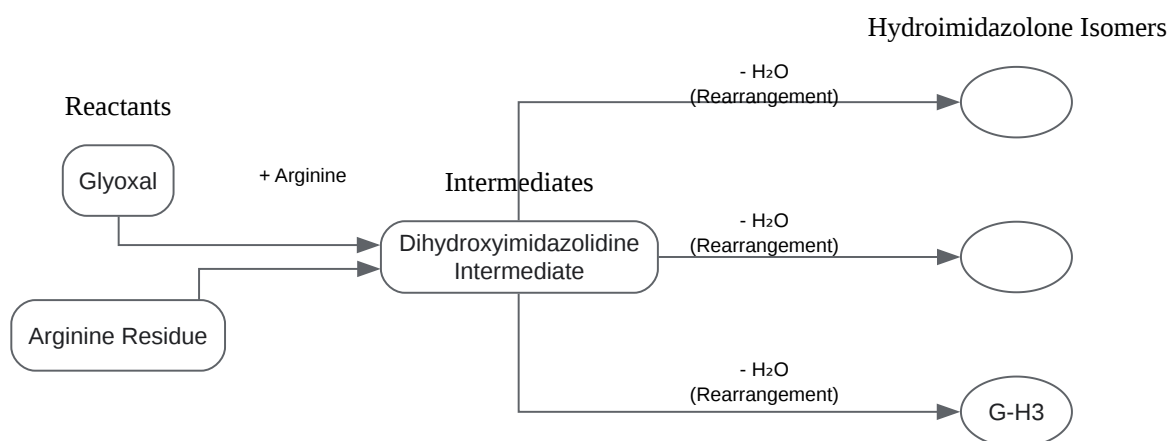 Hydroimidazolone Isomers
- H₂O
(Rearrangement)
Reactants
Glyoxal
+ Arginine
Intermediates
Dihydroxyimidazolidine
Intermediate
- H₂O
(Rearrangement)
Arginine Residue
- H₂O
(Rearrangement)
G-H3